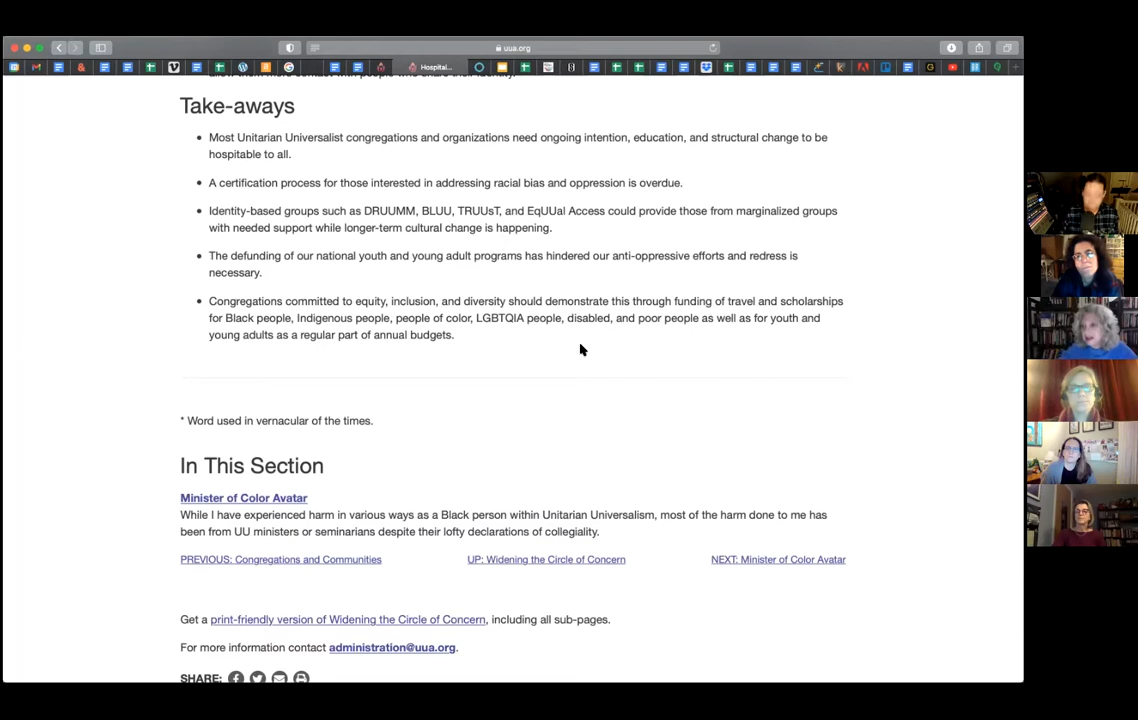 uua.org
Hospital...
allow them more contact with people who share their identity.
Take-aways
• Most Unitarian Universalist congregations and organizations need ongoing intention, education, and structural change to be
hospitable to all.
• A certification process for those interested in addressing racial bias and oppression is overdue.
• Identity-based groups such as DRUUMM, BLUU, TRUUsT, and EqUUal Access could provide those from marginalized groups
with needed support while longer-term cultural change is happening.
• The defunding of our national youth and young adult programs has hindered our anti-oppressive efforts and redress is
necessary.
• Congregations committed to equity, inclusion, and diversity should demonstrate this through funding of travel and scholarships
for Black people, Indigenous people, people of color, LGBTQIA people, disabled, and poor people as well as for youth and
young adults as a regular part of annual budgets.
* Word used in vernacular of the times.
In This Section
Minister of Color Avatar
While I have experienced harm in various ways as a Black person within Unitarian Universalism, most of the harm done to me has
been from UU ministers or seminarians despite their lofty declarations of collegiality.
PREVIOUS: Congregations and Communities UP: Widening the Circle of Concern NEXT: Minister of Color Avatar
Get a print-friendly version of Widening the Circle of Concern, including all sub-pages.
For more information contact administration@uua.org.
SHARE: